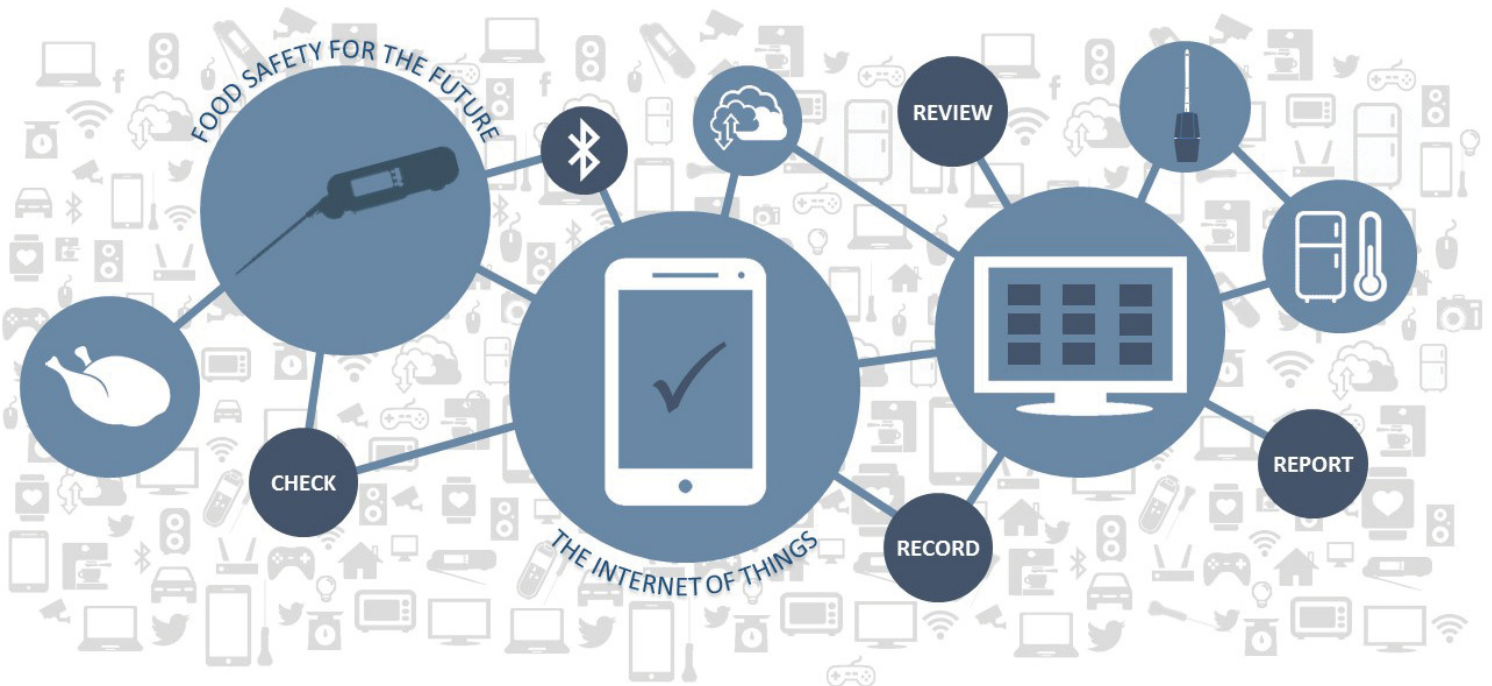 FOOD SAFETY FOR THE FUTURE
REVIEW
CHECK
REPORT
RECORD
THE INTERNET OF THINGS